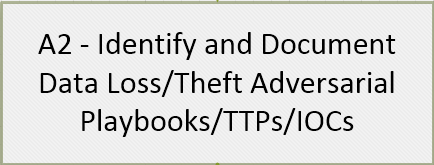 A2 - Identify and Document
Data Loss/Theft Adversarial
Playbooks/TTPs/IOCs